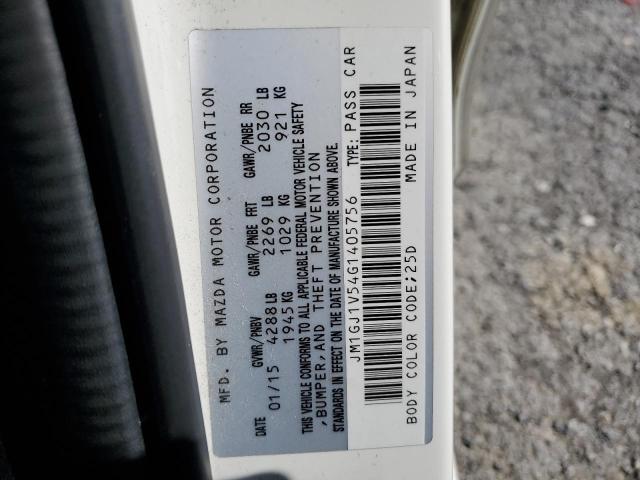 MFD. BY MAZDA MOTOR CORPORATION
DATE GVWR/PNBV GAWR/PNBE FRT GAWR/PNBE RR
01/15 4288 LB 2269 LB 2030 LB
1945 KG 1029 KG 921 KG
THIS VEHICLE CONFORMS TO ALL APPLICABLE FEDERAL MOTOR VEHICLE SAFETY
,BUMPER,AND THEFT PREVENTION
STANDARDS IN EFFECT ON THE DATE OF MANUFACTURE SHOWN ABOVE.
JM1GJ1V54G1405756 TYPE: PASS CAR
BODY COLOR CODE;25D MADE IN JAPAN